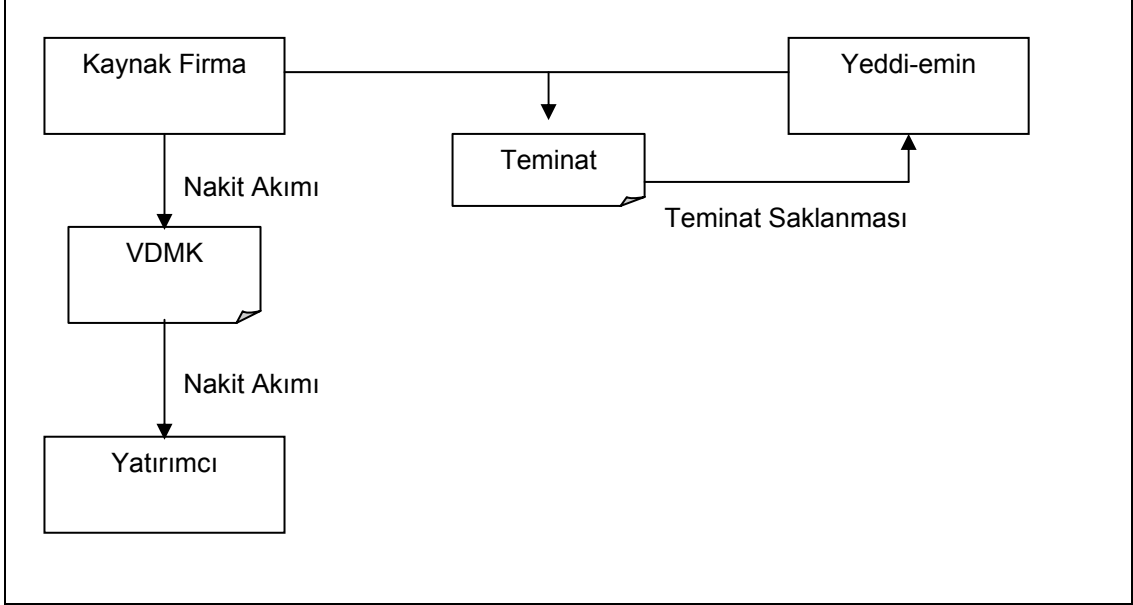 Kaynak Firma
Yeddi-emin
Teminat
Nakit Akımı
Teminat Saklanması
VDMK
Nakit Akımı
Yatırımcı